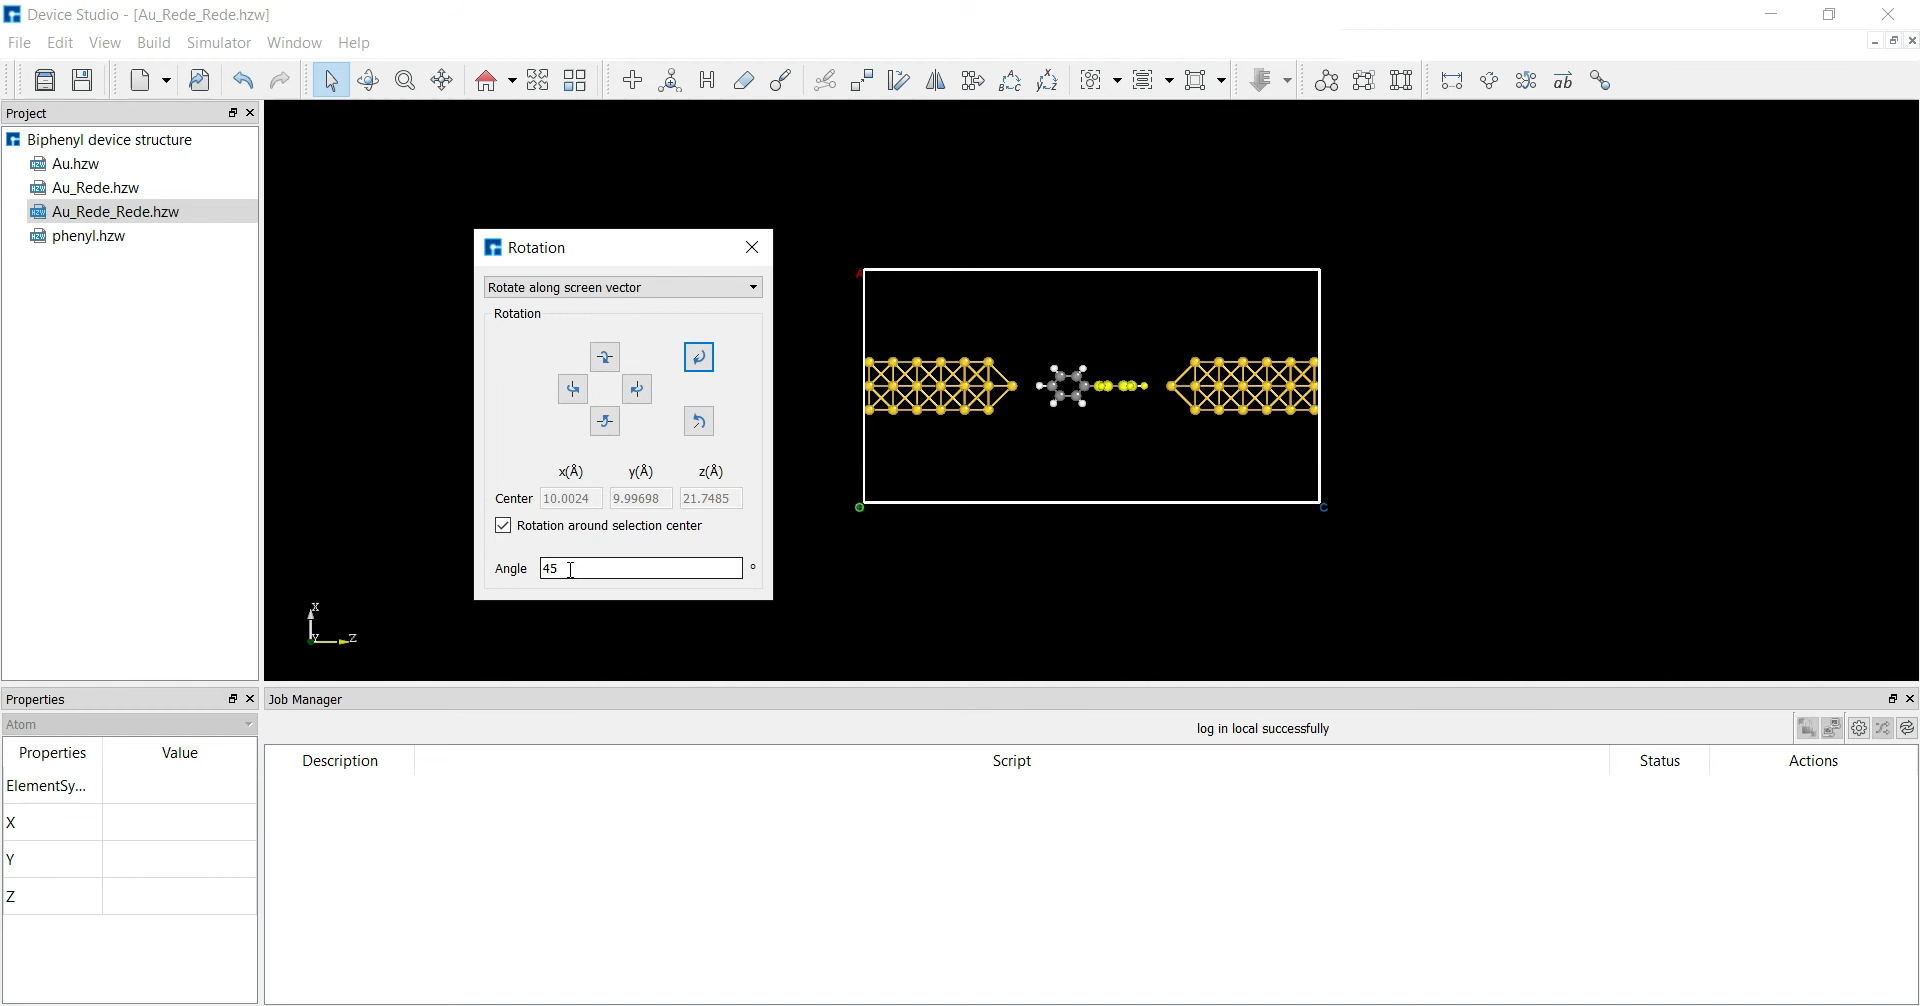 Device Studio - [Au_Rede_Rede.hzw]
File Edit View Build Simulator Window Help
Project
Biphenyl device structure
Au.hzw
Au_Rede.hzw
Au_Rede_Rede.hzw
phenyl.hzw
Rotation
Rotate along screen vector
Rotation
x(Å) y(Å) z(Å)
Center 10.0024 9.99698 21.7485
Rotation around selection center
Angle 45 °
A
C
X
Y Z
Properties
Atom
Properties Value
ElementSy...
X
Y
Z
Job Manager
log in local successfully
Description Script Status Actions